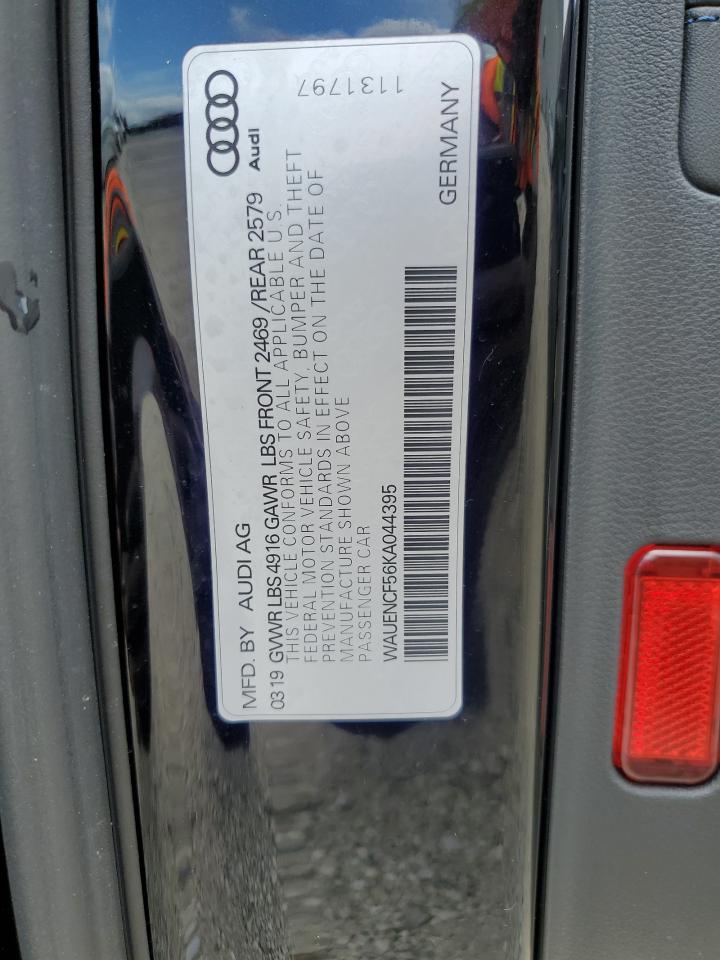 Audi
1131797
MFD. BY AUDI AG
GERMANY
0319 GVWR LBS 4916 GAWR LBS FRONT 2469 /REAR 2579
THIS VEHICLE CONFORMS TO ALL APPLICABLE U.S.
FEDERAL MOTOR VEHICLE SAFETY, BUMPER AND THEFT
PREVENTION STANDARDS IN EFFECT ON THE DATE OF
MANUFACTURE SHOWN ABOVE
PASSENGER CAR
WAUENCF56KA044395